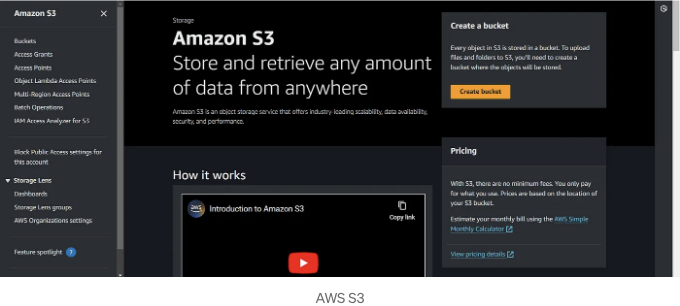 Amazon S3
Buckets
Access Grants
Access Points
Object Lambda Access Points
Multi-Region Access Points
Batch Operations
IAM Access Analyzer for S3
Block Public Access settings for
this account
Storage Lens
Dashboards
Storage Lens groups
AWS Organizations settings
Feature spotlight 7
Storage
Amazon S3
Store and retrieve any amount
of data from anywhere
Amazon S3 is an object storage service that offers industry-leading scalability, data availability,
security, and performance.
How it works
aws
Introduction to Amazon S3
Copy link
Create a bucket
Every object in S3 is stored in a bucket. To upload
files and folders to S3, you'll need to create a
bucket where the objects will be stored.
Create bucket
Pricing
With S3, there are no minimum fees. You only pay
for what you use. Prices are based on the location of
your S3 bucket.
Estimate your monthly bill using the AWS Simple
Monthly Calculator
View pricing details
AWS S3